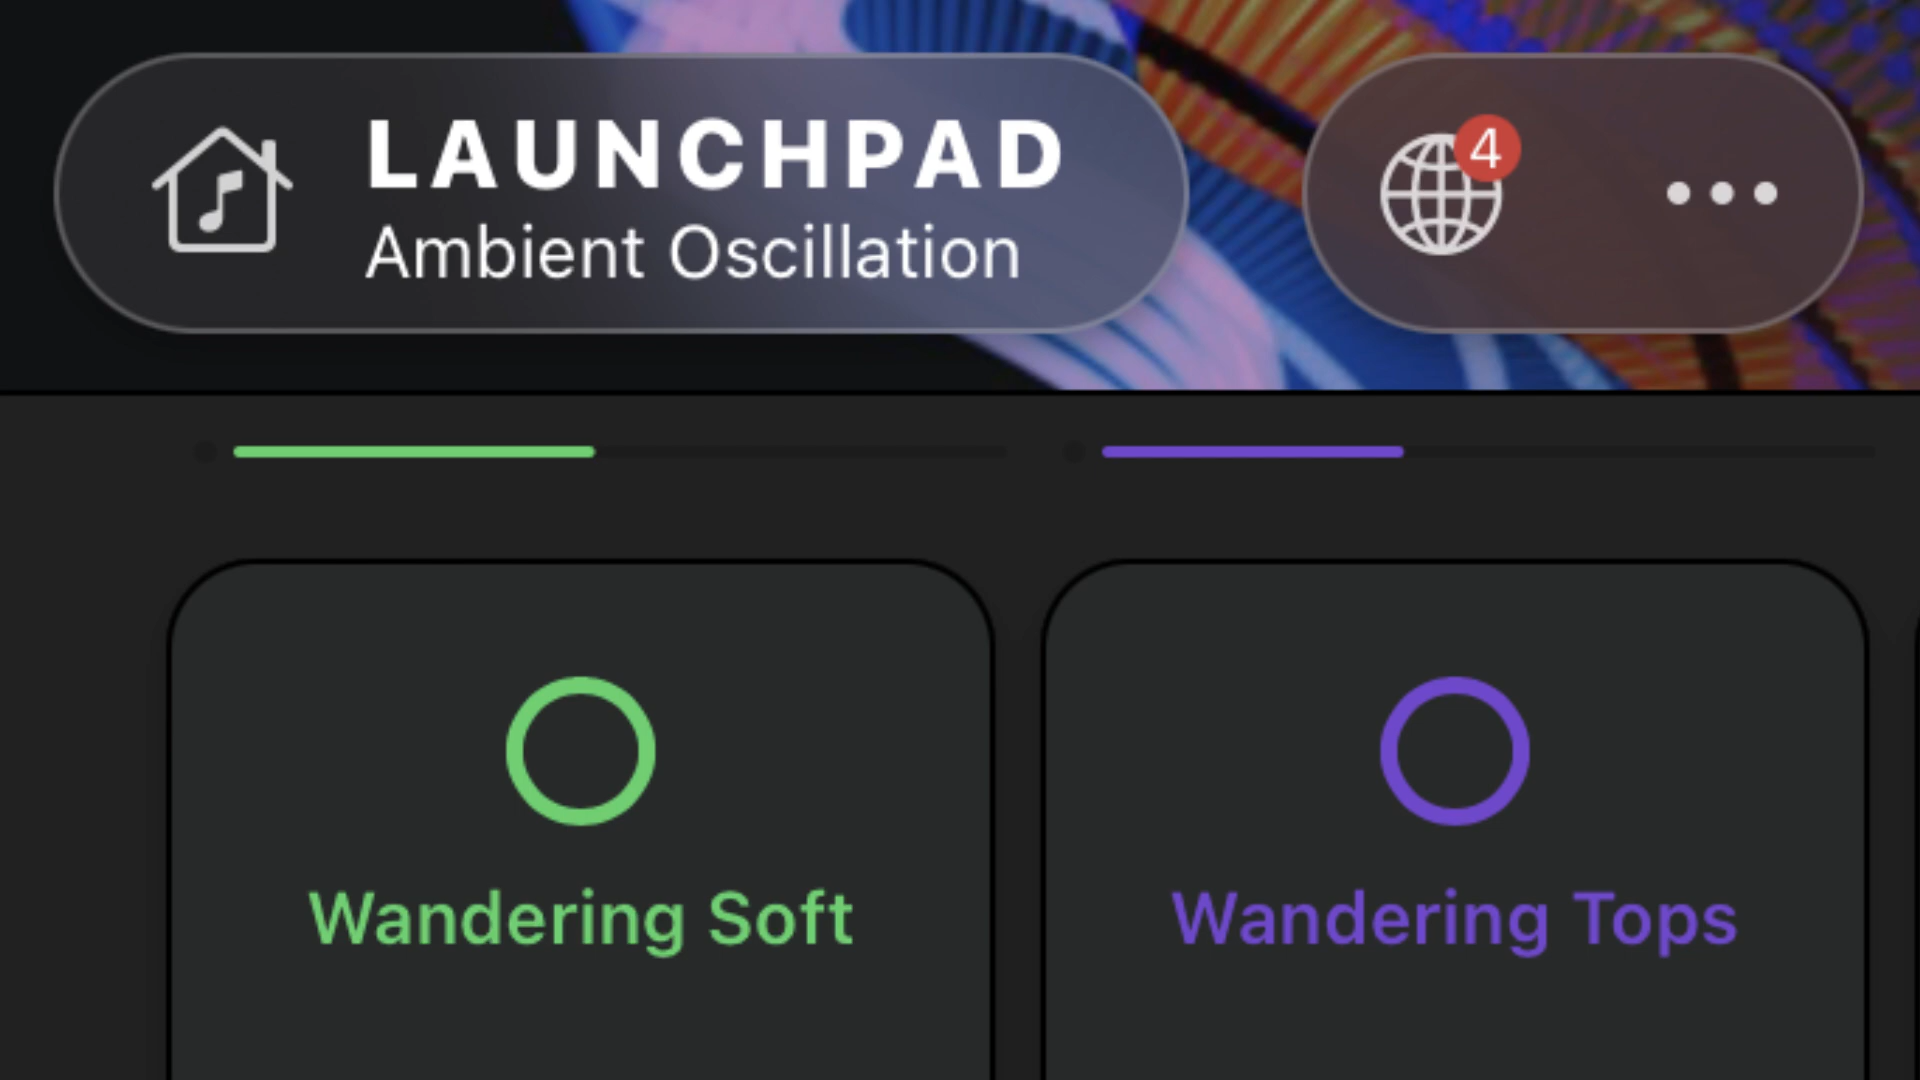 LAUNCHPAD
Ambient Oscillation
4
Wandering Soft
Wandering Tops